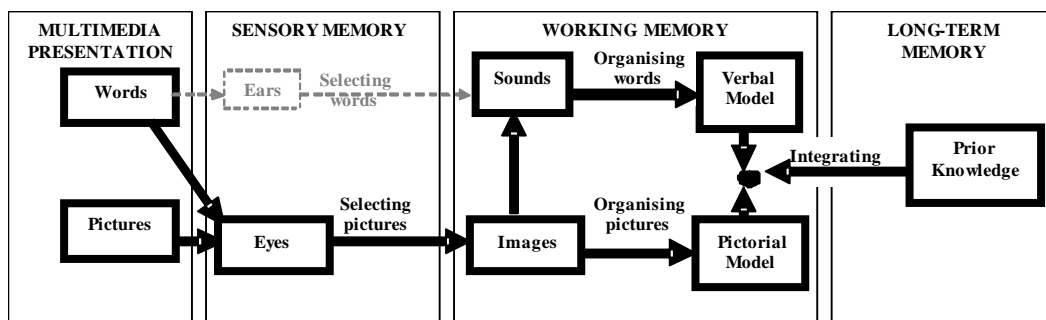 MULTIMEDIA
PRESENTATION
SENSORY MEMORY
WORKING MEMORY
LONG-TERM
MEMORY
Words
Ears
Selecting
words
Sounds
Organising
words
Verbal
Model
Integrating
Prior
Knowledge
Pictures
Eyes
Selecting
pictures
Images
Organising
pictures
Pictorial
Model